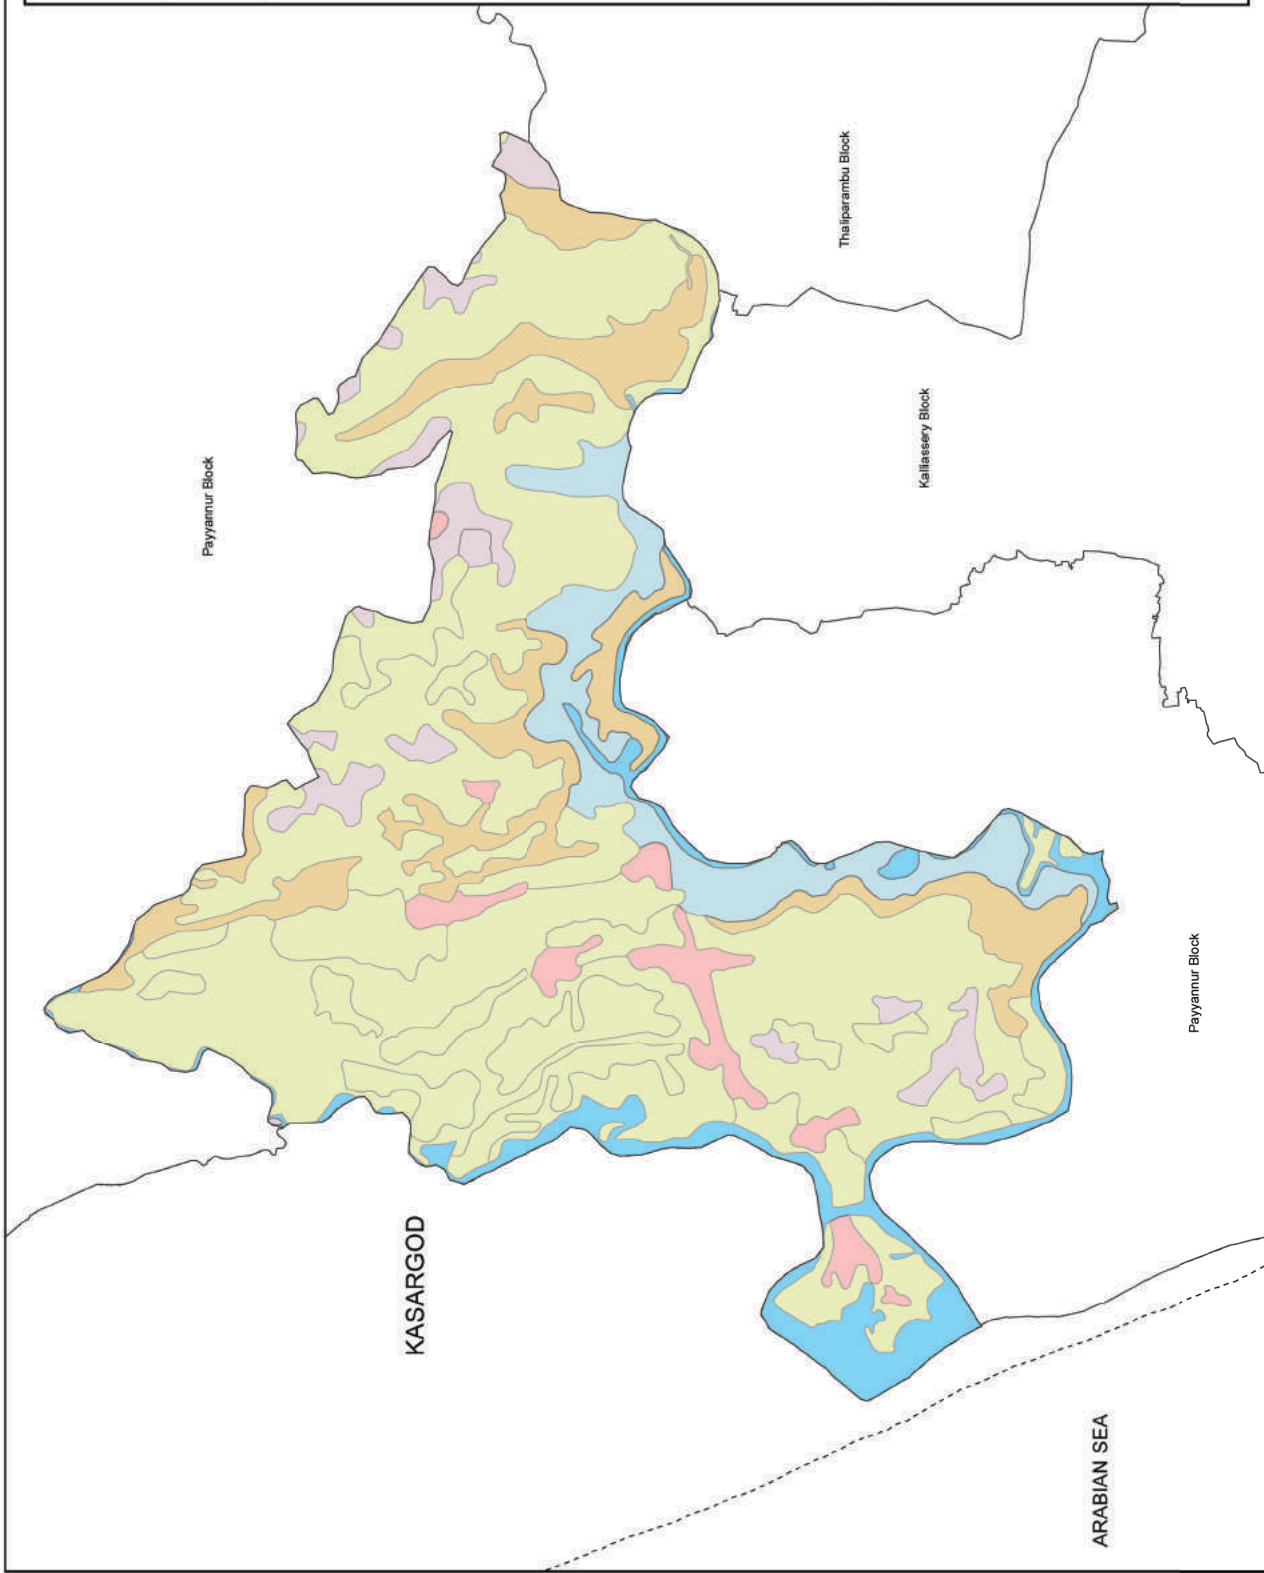 Payyannur Block
Thaliparambu Block
Kalliassery Block
Payyannur Block
KASARGOD
ARABIAN SEA